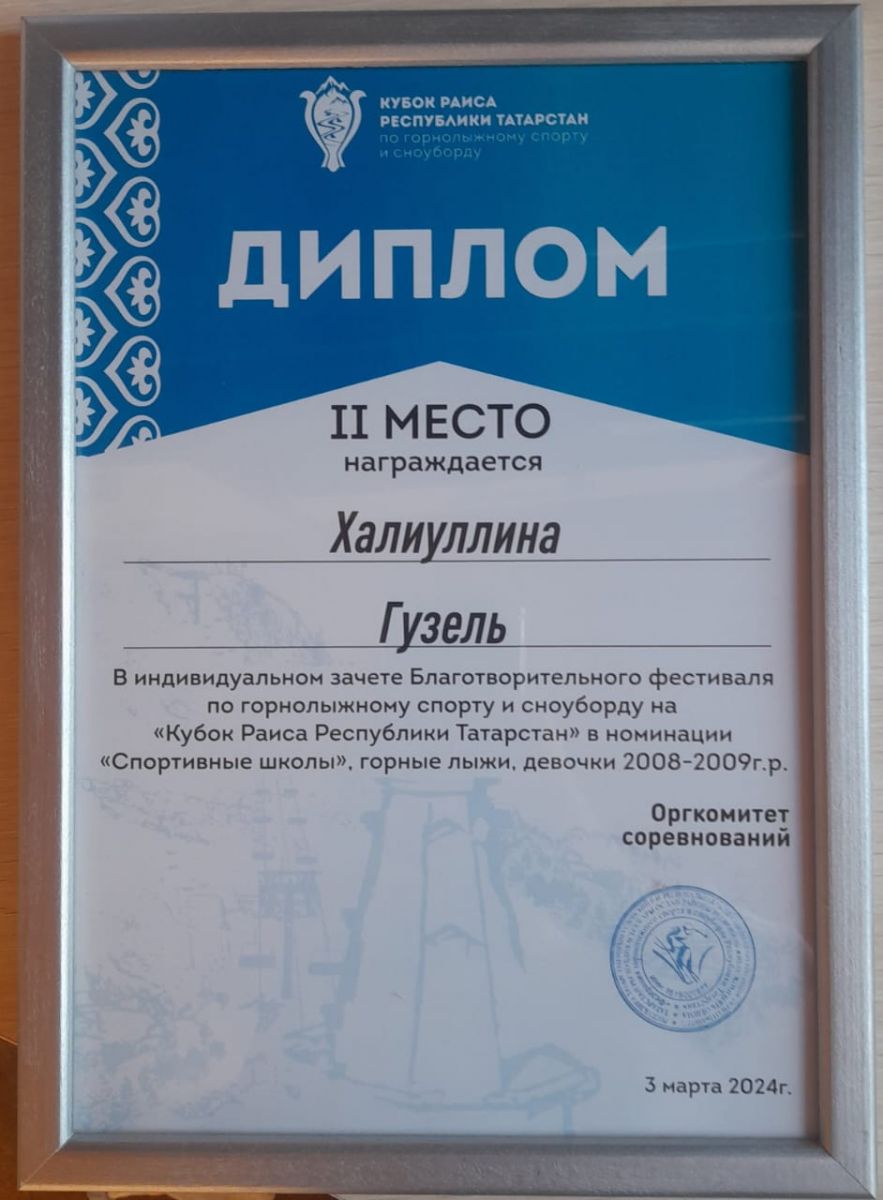 КУБОК РАИСА
РЕСПУБЛИКИ ТАТАРСТАН
по горнолыжному спорту
и сноуборду
ДИПЛОМ
II МЕСТО
награждается
Халиуллина
Гузель
В индивидуальном зачете Благотворительного фестиваля
по горнолыжному спорту и сноуборду на
«Кубок Раиса Республики Татарстан» в номинации
«Спортивные школы», горные лыжи, девочки 2008-2009г.р.
Оргкомитет
соревнований
3 марта 2024г.